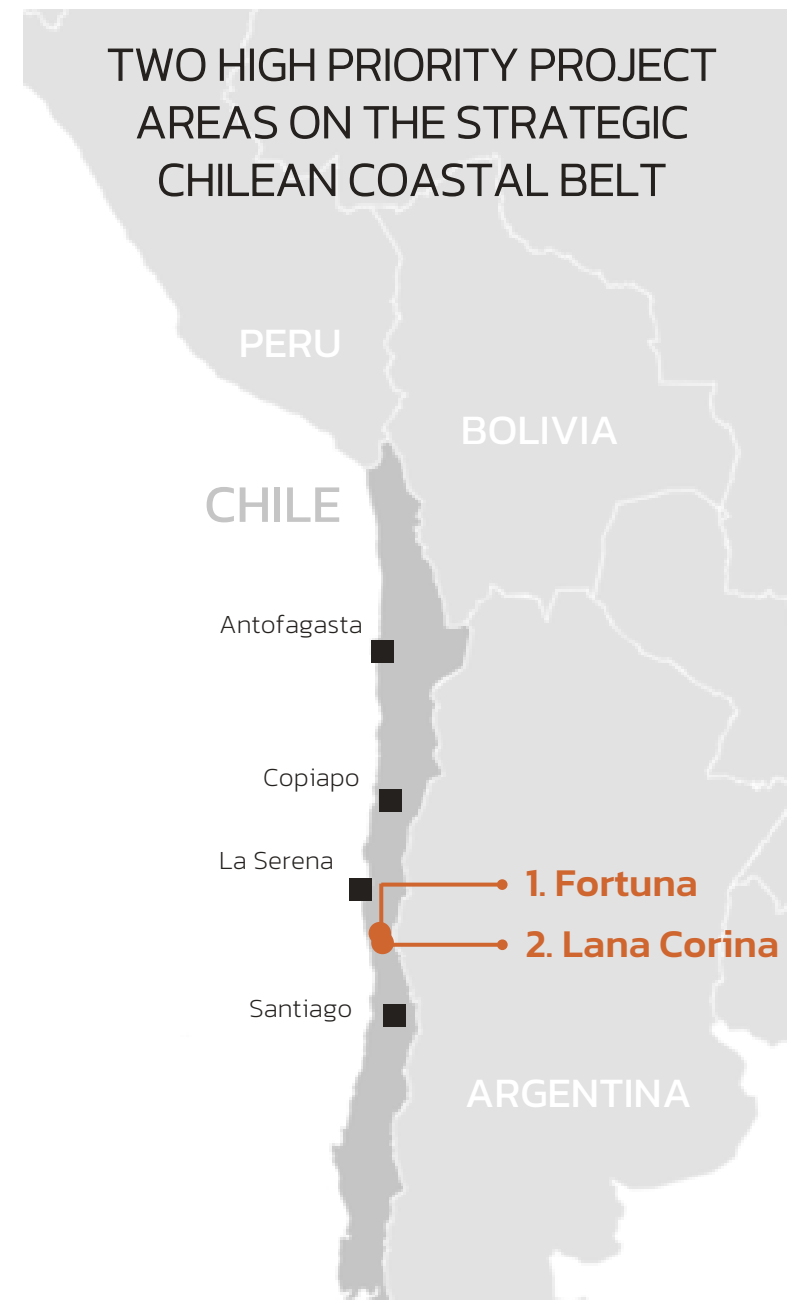 TWO HIGH PRIORITY PROJECT
AREAS ON THE STRATEGIC
CHILEAN COASTAL BELT
PERU
BOLIVIA
CHILE
Antofagasta
Copiapo
La Serena
1. Fortuna
2. Lana Corina
Santiago
ARGENTINA